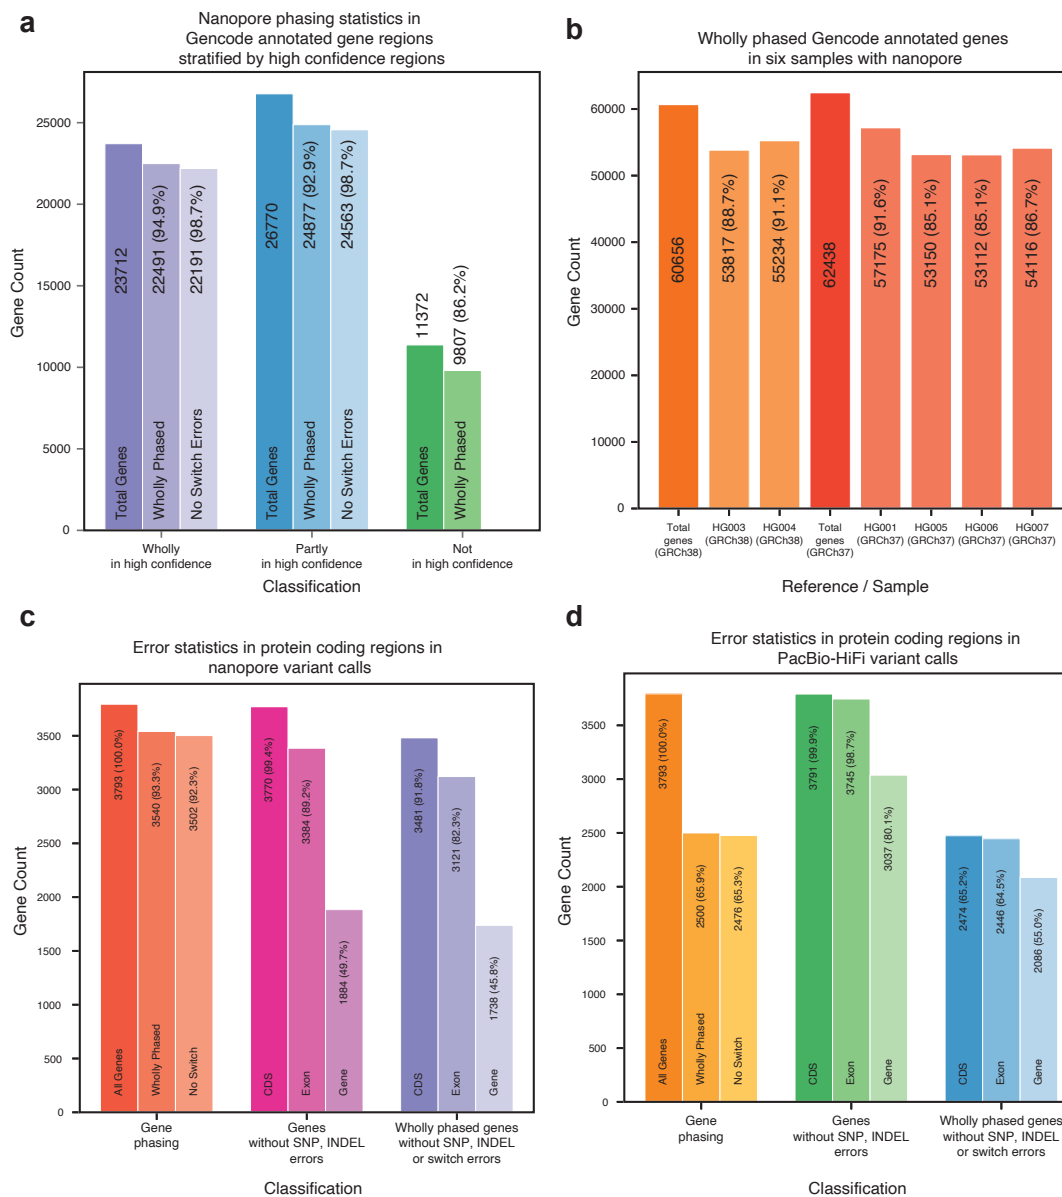 a
Nanopore phasing statistics in
Gencode annotated gene regions
stratified by high confidence regions
Gene Count
25000
20000
15000
10000
5000
0
23712
22491 (94.9%)
22191 (98.7%)
26770
24877 (92.9%)
24563 (98.7%)
11372
9807 (86.2%)
Total Genes
Wholly Phased
No Switch Errors
Total Genes
Wholly Phased
No Switch Errors
Total Genes
Wholly Phased
Wholly
in high confidence
Partly
in high confidence
Not
in high confidence
Classification
b
Wholly phased Gencode annotated genes
in six samples with nanopore
Gene Count
60000
50000
40000
30000
20000
10000
0
60656
53817 (88.7%)
55234 (91.1%)
62438
57175 (91.6%)
53150 (85.1%)
53112 (85.1%)
54116 (86.7%)
Total
genes
(GRCh38)
HG003
(GRCh38)
HG004
(GRCh38)
Total
genes
(GRCh37)
HG001
(GRCh37)
HG005
(GRCh37)
HG006
(GRCh37)
HG007
(GRCh37)
Reference / Sample
c
Error statistics in protein coding regions in
nanopore variant calls
Gene Count
3500
3000
2500
2000
1500
1000
500
0
3793 (100.0%)
3540 (93.3%)
3502 (92.3%)
3770 (99.4%)
3384 (89.2%)
1884 (49.7%)
3481 (91.8%)
3121 (82.3%)
1738 (45.8%)
All Genes
Wholly Phased
No Switch
CDS
Exon
Gene
CDS
Exon
Gene
Gene
phasing
Genes
without SNP, INDEL
errors
Wholly phased genes
without SNP, INDEL
or switch errors
Classification
d
Error statistics in protein coding regions in
PacBio-HiFi variant calls
Gene Count
3500
3000
2500
2000
1500
1000
500
0
3793 (100.0%)
2500 (65.9%)
2476 (65.3%)
3791 (99.9%)
3745 (98.7%)
3037 (80.1%)
2474 (65.2%)
2446 (64.5%)
2086 (55.0%)
All Genes
Wholly Phased
No Switch
CDS
Exon
Gene
CDS
Exon
Gene
Gene
phasing
Genes
without SNP, INDEL
errors
Wholly phased genes
without SNP, INDEL
or switch errors
Classification